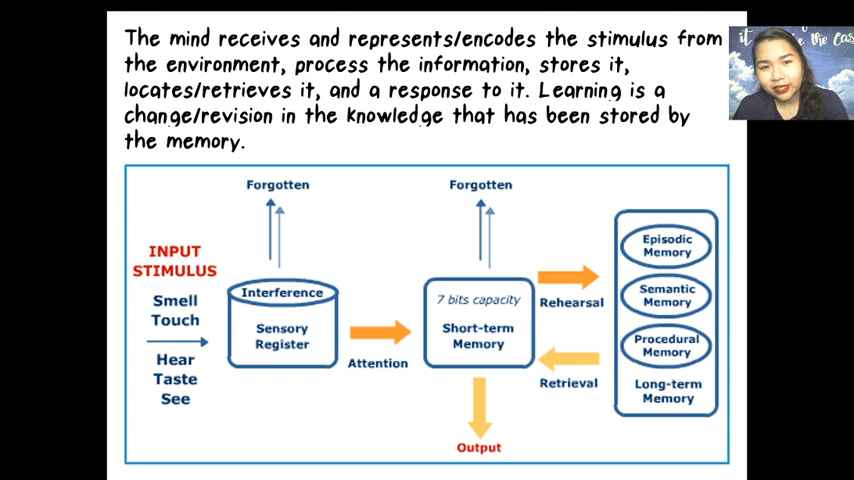 The mind receives and represents/encodes the stimulus from
the environment, process the information, stores it,
locates/retrieves it, and a response to it. Learning is a
change/revision in the knowledge that has been stored by
the memory.
Forgotten
Forgotten
INPUT
STIMULUS
Smell
Touch
Hear
Taste
See
Interference
Sensory
Register
Attention
7 bits capacity
Short-term
Memory
Output
Rehearsal
Retrieval
Episodic
Memory
Semantic
Memory
Procedural
Memory
Long-term
Memory